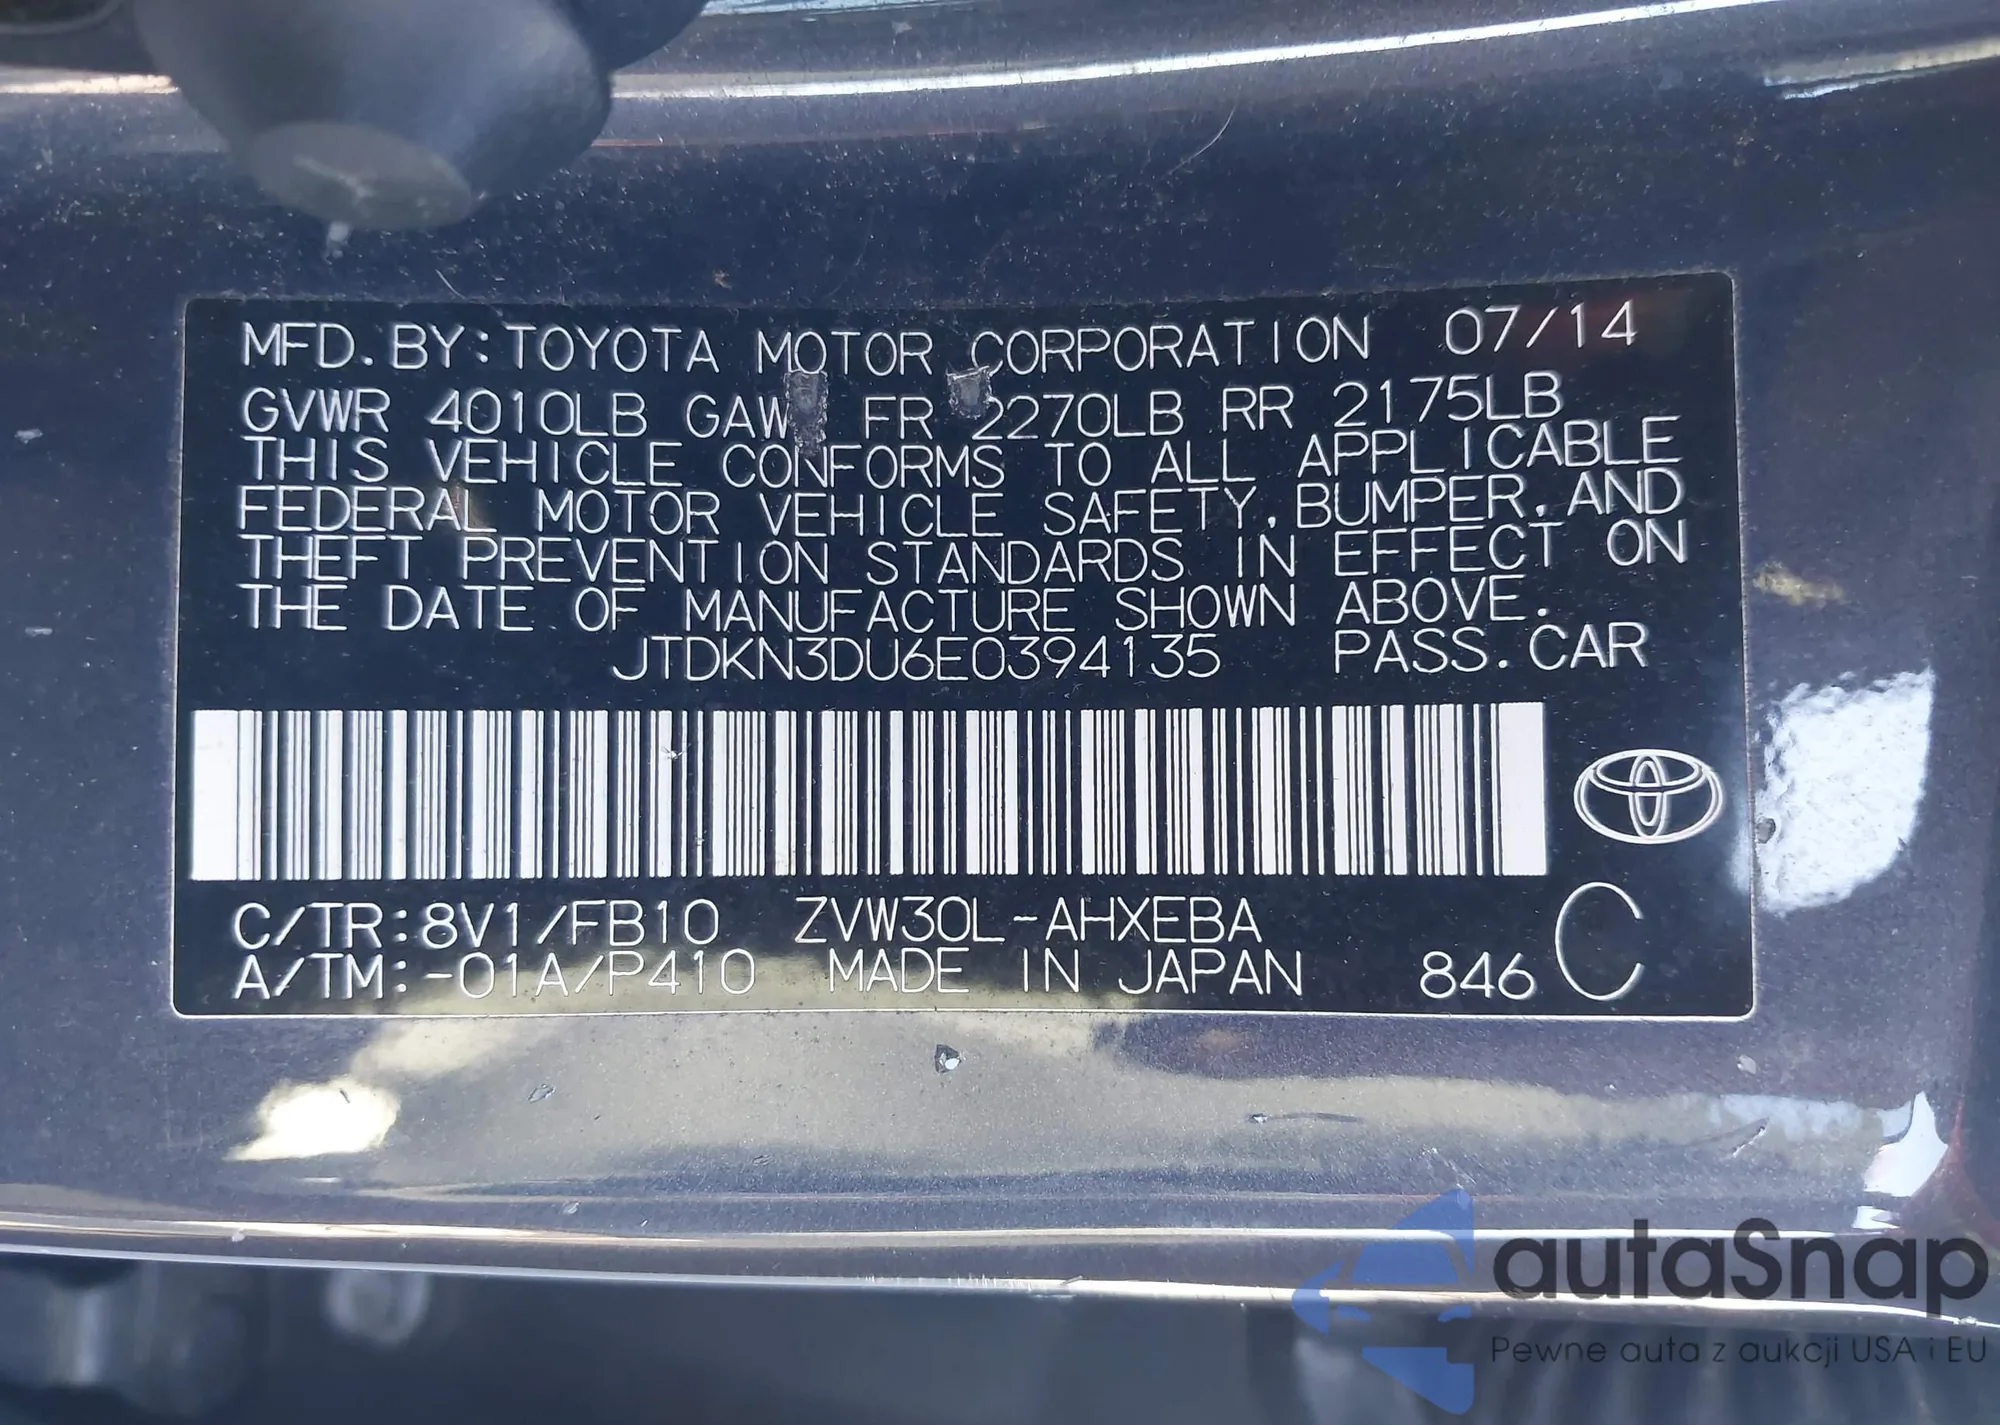 MFD. BY: TOYOTA MOTOR CORPORATION 07/14
GVWR 4010LB GAW FR 2270LB RR 2175LB
THIS VEHICLE CONFORMS TO ALL APPLICABLE
FEDERAL MOTOR VEHICLE SAFETY, BUMPER, AND
THEFT PREVENTION STANDARDS IN EFFECT ON
THE DATE OF MANUFACTURE SHOWN ABOVE.
JTDKN3DU6E0394135 PASS. CAR
C/TR: 8V1/FB10 ZVW30L-AHXEBA
A/TM: -01A/P410 MADE IN JAPAN 846 C
autaSnap
Pewne auta z aukcji USA i EU